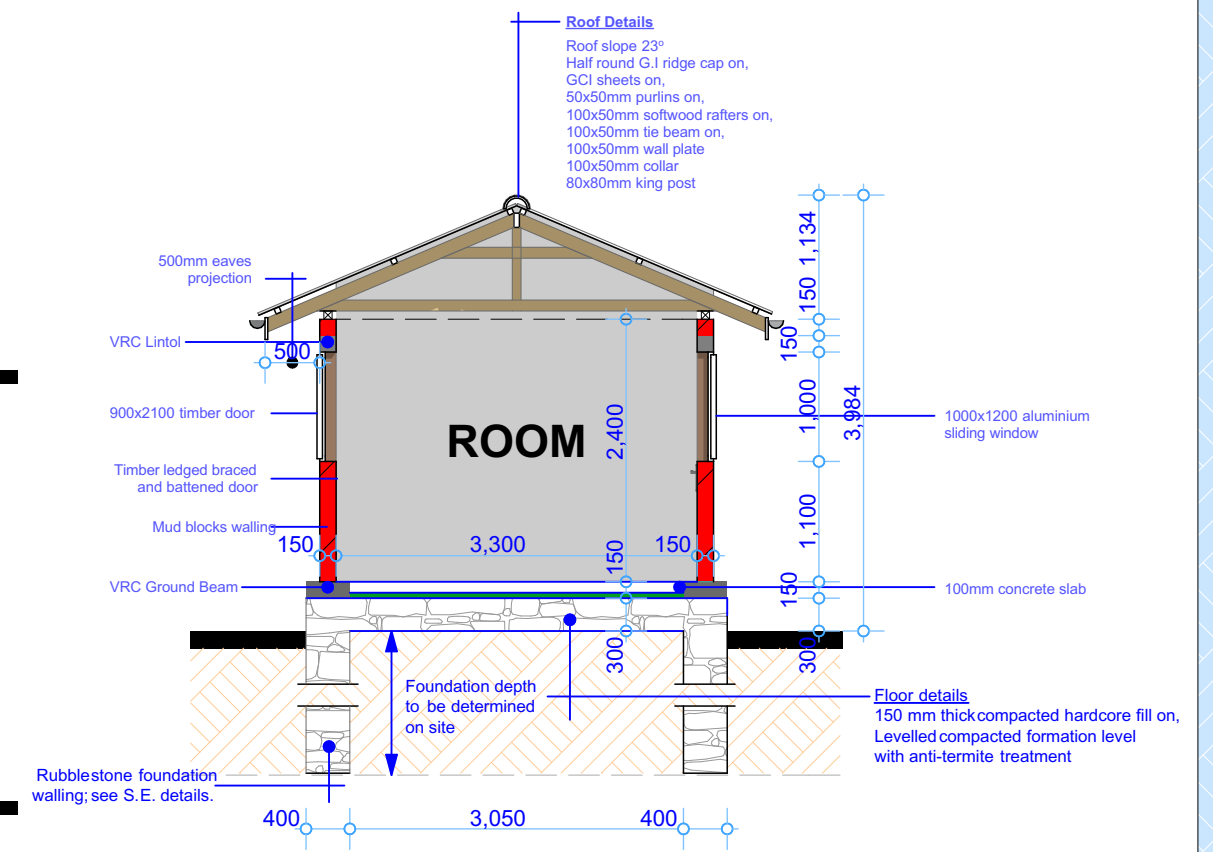 Roof Details
Roof slope 23º
Half round G.I ridge cap on,
GCI sheets on,
50x50mm purlins on,
100x50mm softwood rafters on,
100x50mm tie beam on,
100x50mm wall plate
100x50mm collar
80x80mm king post
500mm eaves
projection
VRC Lintol
500
900x2100 timber door
Timber ledged braced
and battened door
Mud blocks walling
VRC Ground Beam
ROOM
2,400
150
3,300
150
150
300
1,134
150
150
1,000
1,100
150
300
3,984
1000x1200 aluminium
sliding window
100mm concrete slab
Foundation depth
to be determined
on site
Floor details
150 mm thick compacted hardcore fill on,
Levelled compacted formation level
with anti-termite treatment
Rubblestone foundation
walling; see S.E. details.
400
3,050
400